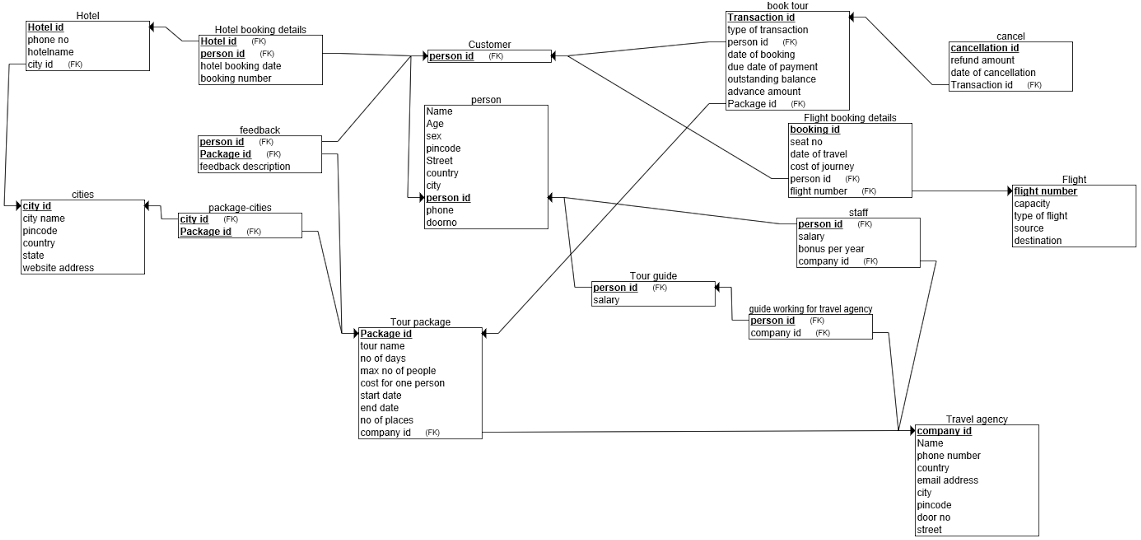 Hotel
Hotel id
phone no
hotelname
city id (FK)
Hotel booking details
Hotel id (FK)
person id (FK)
hotel booking date
booking number
Customer
person id (FK)
book tour
Transaction id
type of transaction
person id (FK)
date of booking
due date of payment
outstanding balance
advance amount
Package id (FK)
cancel
cancellation id
refund amount
date of cancellation
Transaction id (FK)
person
Name
Age
sex
pincode
Street
country
city
person id
phone
doorno
feedback
person id (FK)
Package id (FK)
feedback description
Flight booking details
booking id
seat no
date of travel
cost of journey
person id (FK)
flight number (FK)
Flight
flight number
capacity
type of flight
source
destination
cities
city id
city name
pincode
country
state
website address
package-cities
city id (FK)
Package id (FK)
staff
person id (FK)
salary
bonus per year
company id (FK)
Tour guide
person id (FK)
salary
guide working for travel agency
person id (FK)
company id (FK)
Tour package
Package id
tour name
no of days
max no of people
cost for one person
start date
end date
no of places
company id (FK)
Travel agency
company id
Name
phone number
country
email address
city
pincode
door no
street